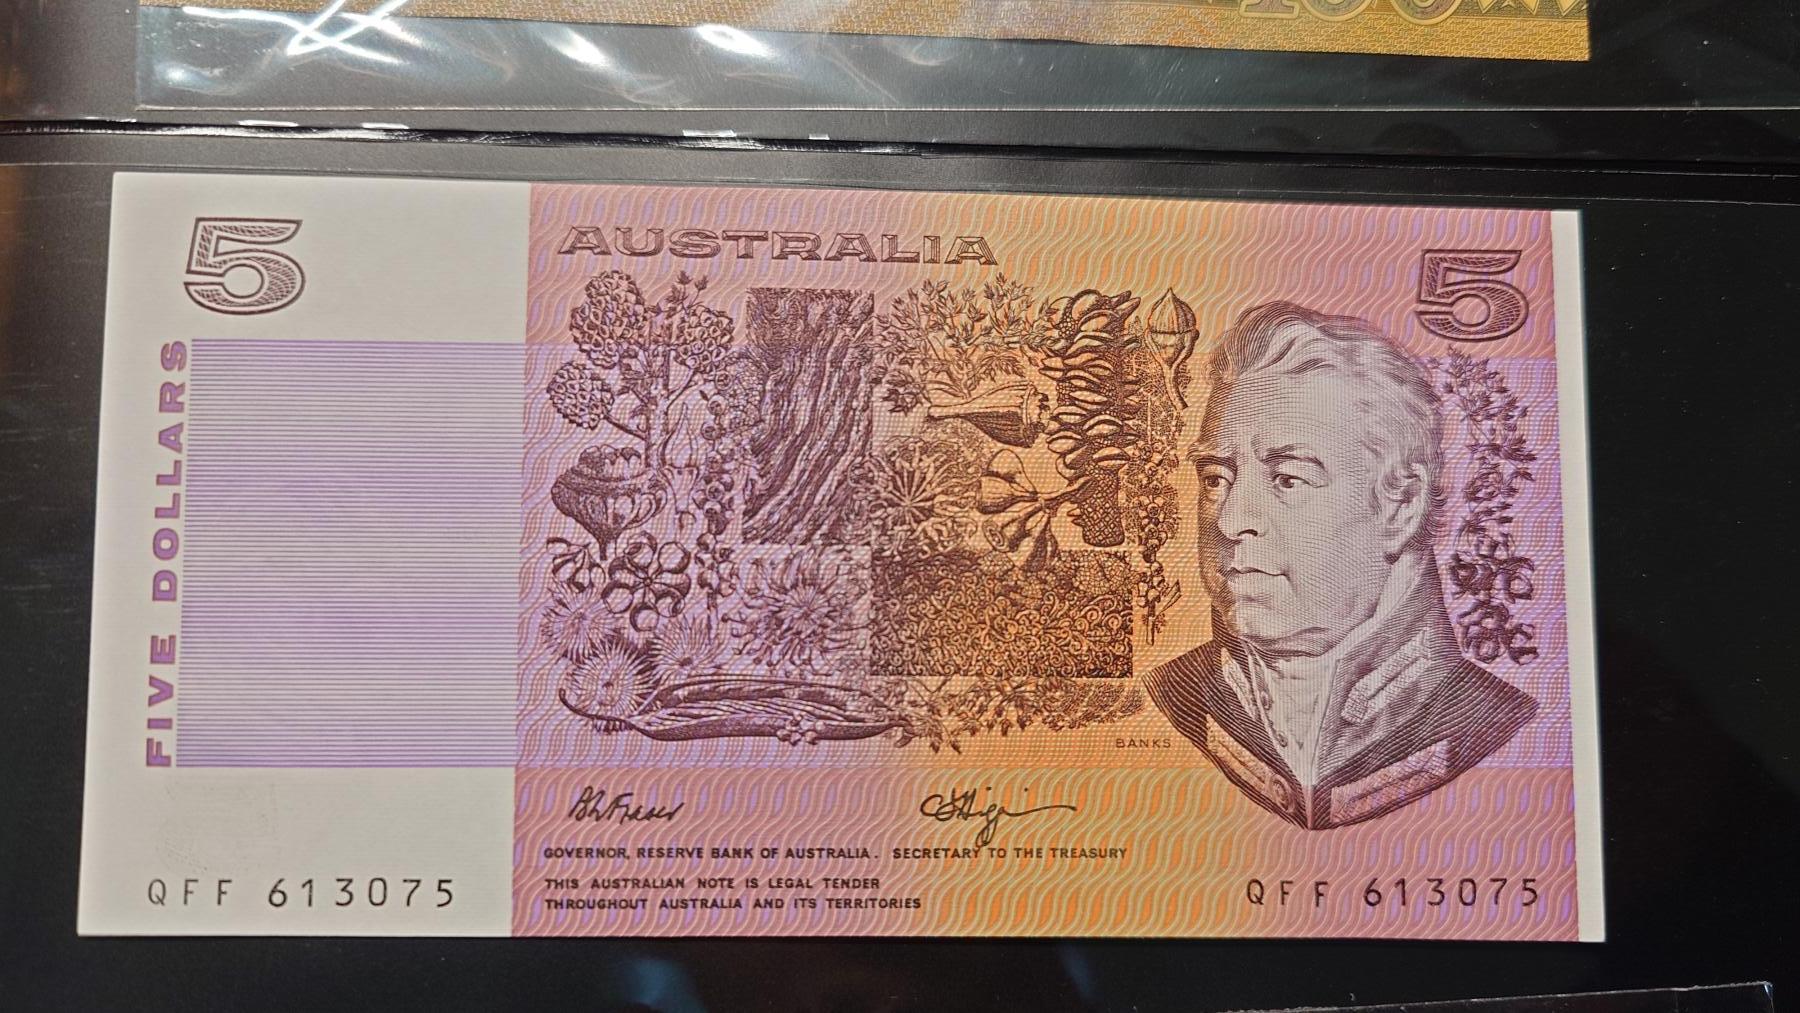 100
5
AUSTRALIA
5
FIVE DOLLARS
BANKS
GOVERNOR, RESERVE BANK OF AUSTRALIA. SECRETARY TO THE TREASURY
THIS AUSTRALIAN NOTE IS LEGAL TENDER
THROUGHOUT AUSTRALIA AND ITS TERRITORIES
QFF 613075
QFF 613075